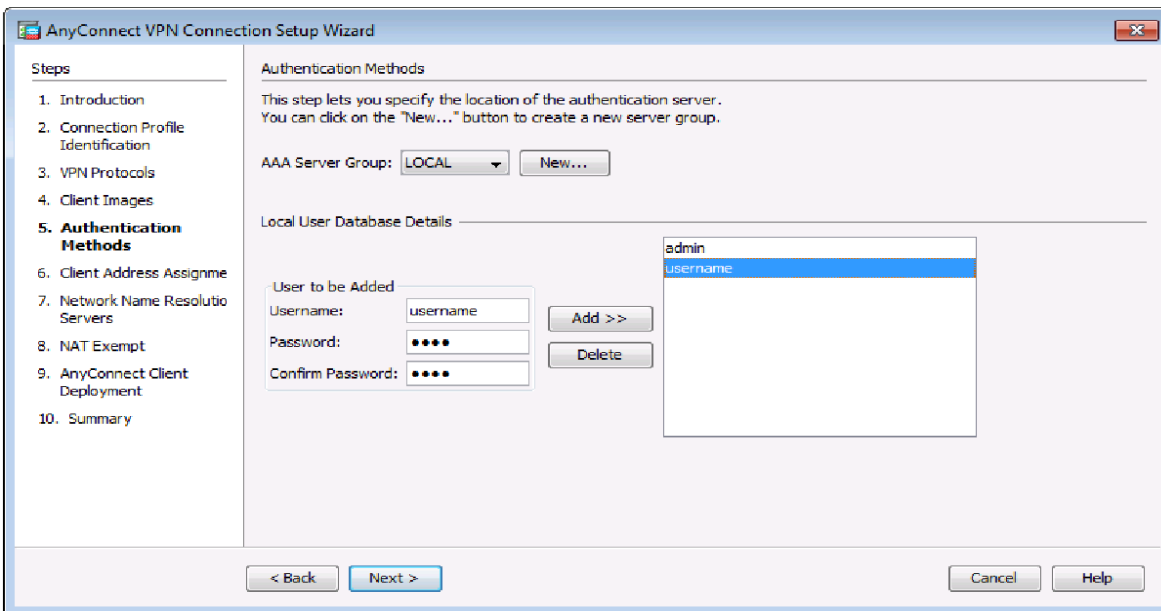 AnyConnect VPN Connection Setup Wizard
Steps
1. Introduction
2. Connection Profile
Identification
3. VPN Protocols
4. Client Images
5. Authentication
Methods
6. Client Address Assignme
7. Network Name Resolutio
Servers
8. NAT Exempt
9. AnyConnect Client
Deployment
10. Summary
Authentication Methods
This step lets you specify the location of the authentication server.
You can click on the "New..." button to create a new server group.
AAA Server Group: LOCAL New...
Local User Database Details
User to be Added
Username: username
Password: ••••
Confirm Password: ••••
Add >>
Delete
admin
username
< Back Next > Cancel Help